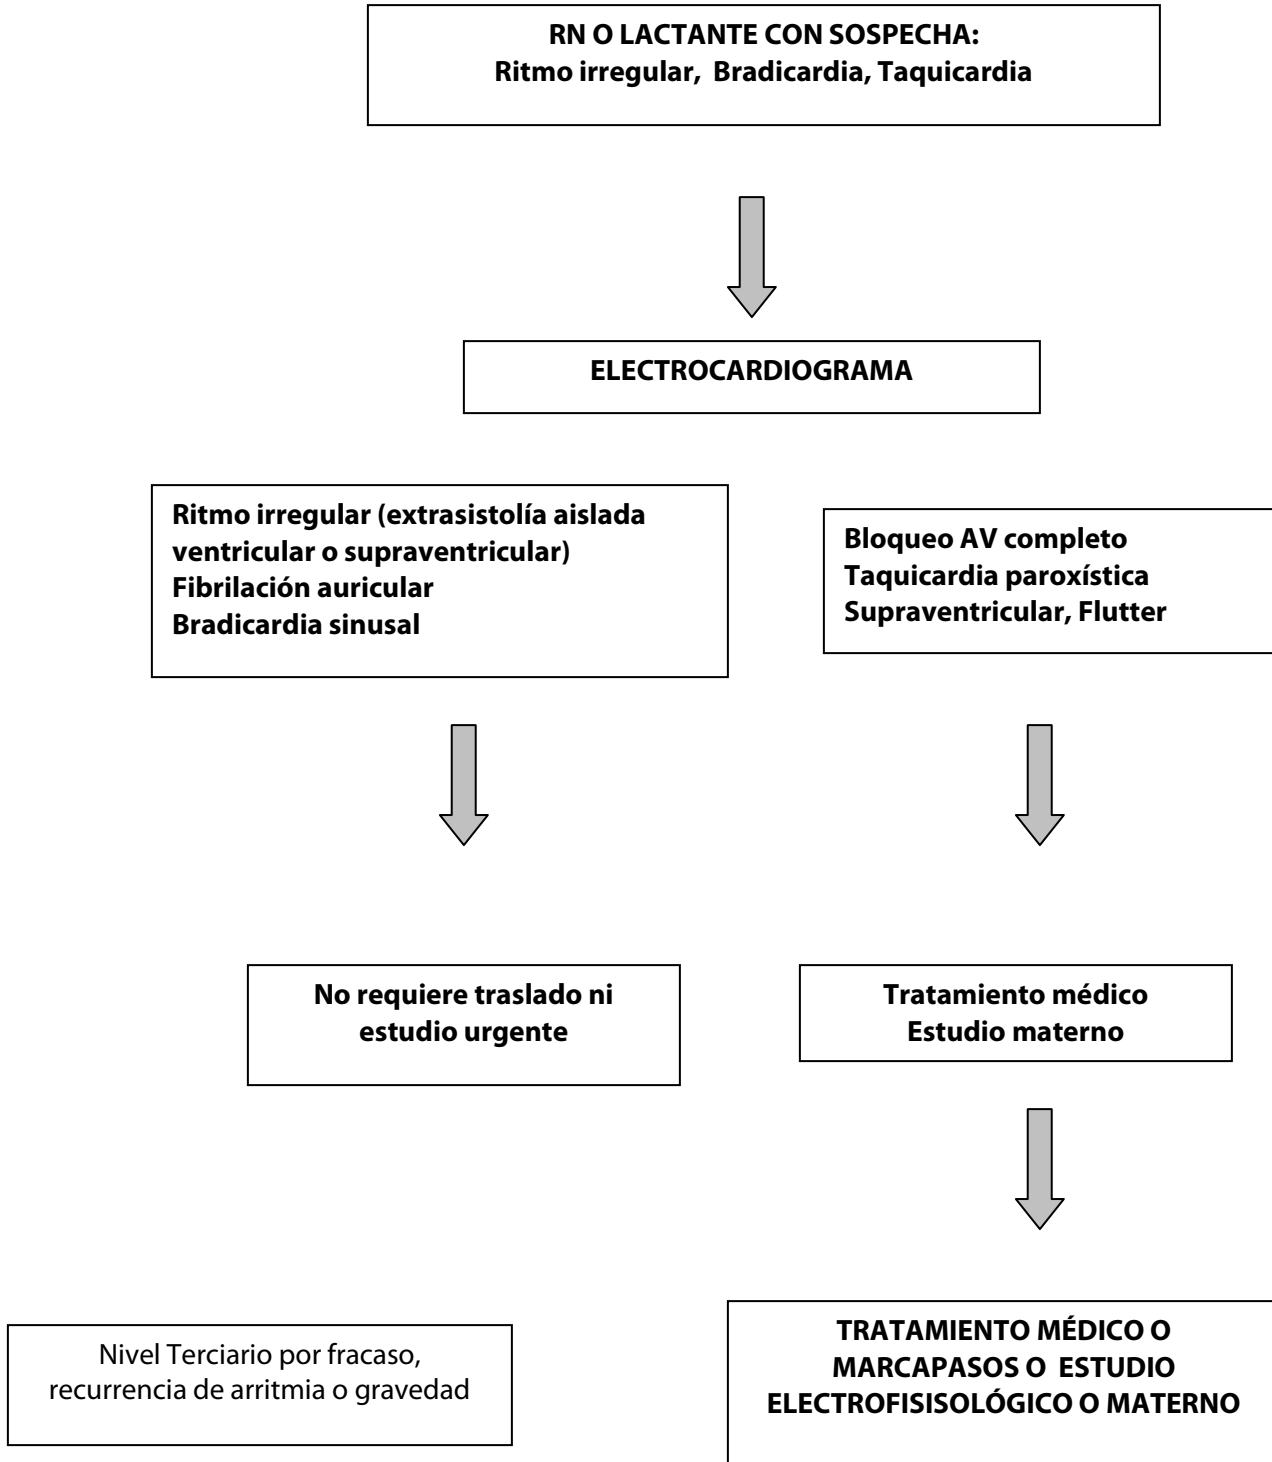 RN O LACTANTE CON SOSPECHA:
Ritmo irregular, Bradicardia, Taquicardia
ELECTROCARDIOGRAMA
Ritmo irregular (extrasistolía aislada
ventricular o supraventricular)
Fibrilación auricular
Bradicardia sinusal
Bloqueo AV completo
Taquicardia paroxística
Supraventricular, Flutter
No requiere traslado ni
estudio urgente
Tratamiento médico
Estudio materno
Nivel Terciario por fracaso,
recurrencia de arritmia o gravedad
TRATAMIENTO MÉDICO O
MARCAPASOS O ESTUDIO
ELECTROFISISOLÓGICO O MATERNO